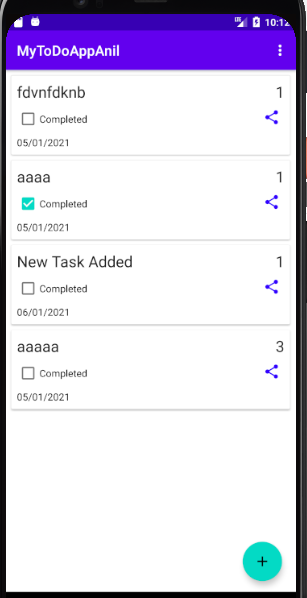 10:12
MyToDoAppAnil
fdvnfdknb 1
Completed
05/01/2021
aaaa 1
Completed
05/01/2021
New Task Added 1
Completed
06/01/2021
aaaaa 3
Completed
05/01/2021
+